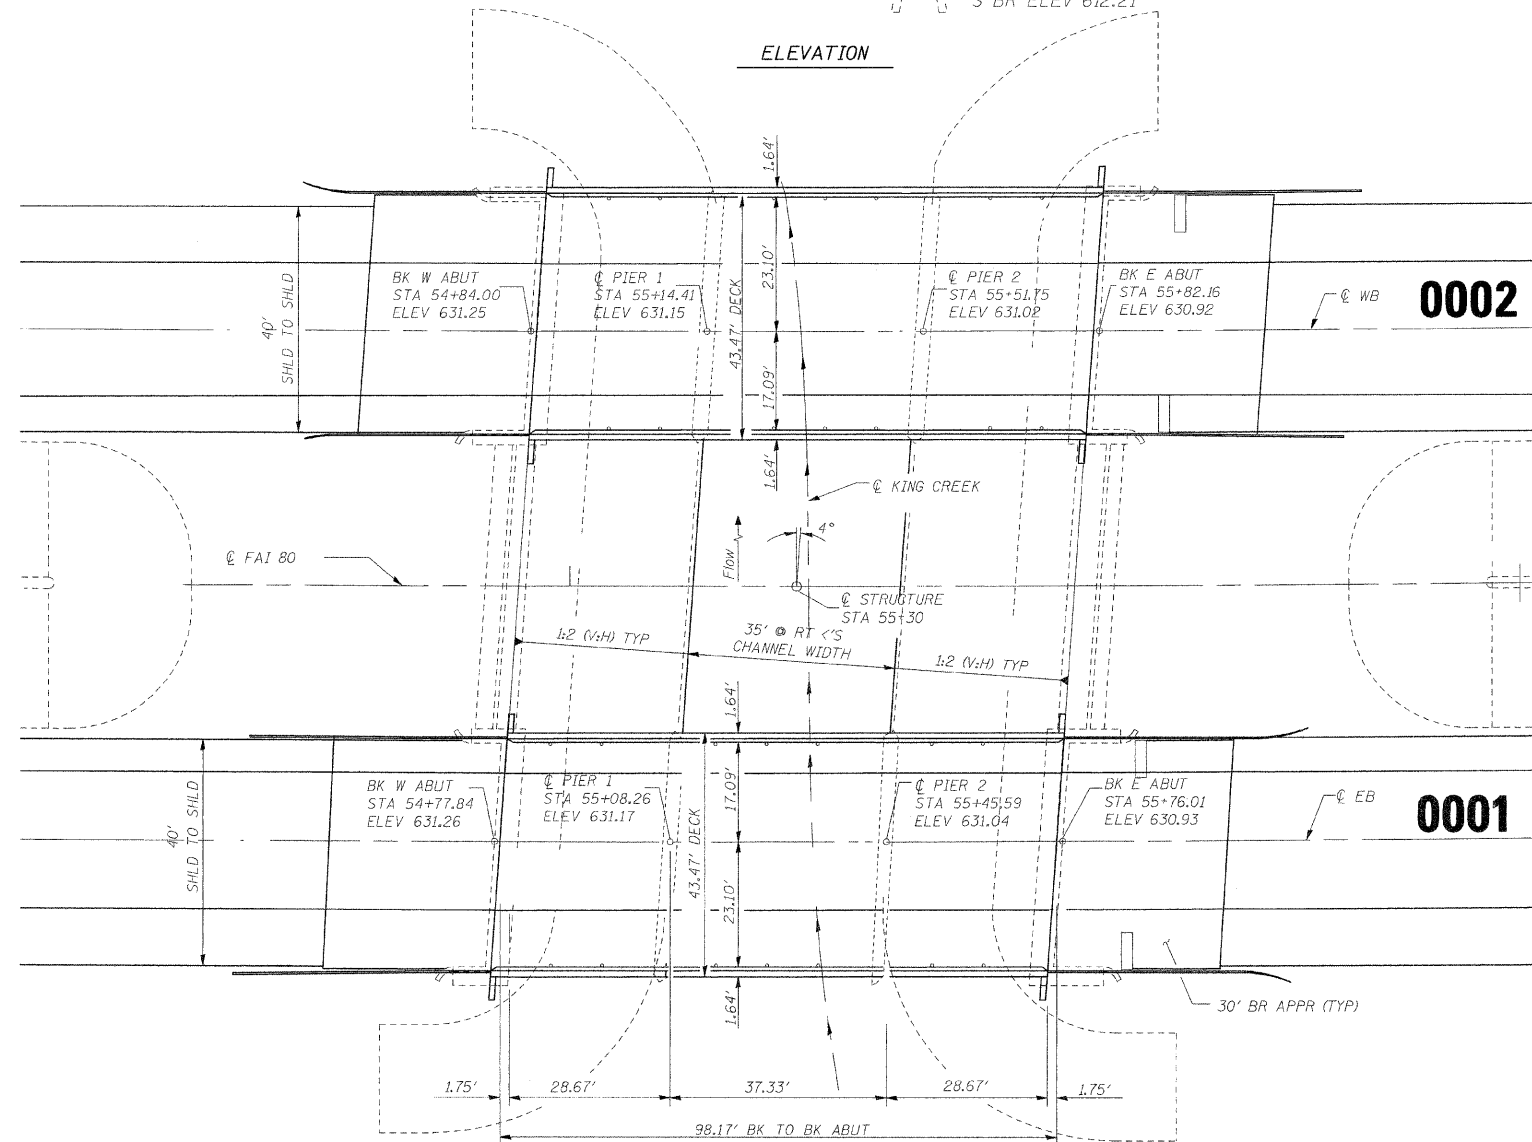 S BK ELEV 612.21
ELEVATION
1.64'
BK W ABUT
STA 54+84.00
ELEV 631.25
℄ PIER 1
STA 55+14.41
ELEV 631.15
23.10'
43.47' DECK
℄ PIER 2
STA 55+51.75
ELEV 631.02
BK E ABUT
STA 55+82.16
ELEV 630.92
℄ WB
0002
40'
SHLD TO SHLD
17.09'
1.64'
℄ KING CREEK
4°
Flow
℄ FAI 80
℄ STRUCTURE
STA 55+30
1:2 (V:H) TYP
35' @ RT <'S
CHANNEL WIDTH
1:2 (V:H) TYP
1.64'
BK W ABUT
STA 54+77.84
ELEV 631.26
℄ PIER 1
STA 55+08.26
ELEV 631.17
17.09'
43.47' DECK
℄ PIER 2
STA 55+45.59
ELEV 631.04
BK E ABUT
STA 55+76.01
ELEV 630.93
℄ EB
0001
40'
SHLD TO SHLD
23.10'
1.64'
30' BR APPR (TYP)
1.75'
28.67'
37.33'
28.67'
1.75'
98.17' BK TO BK ABUT